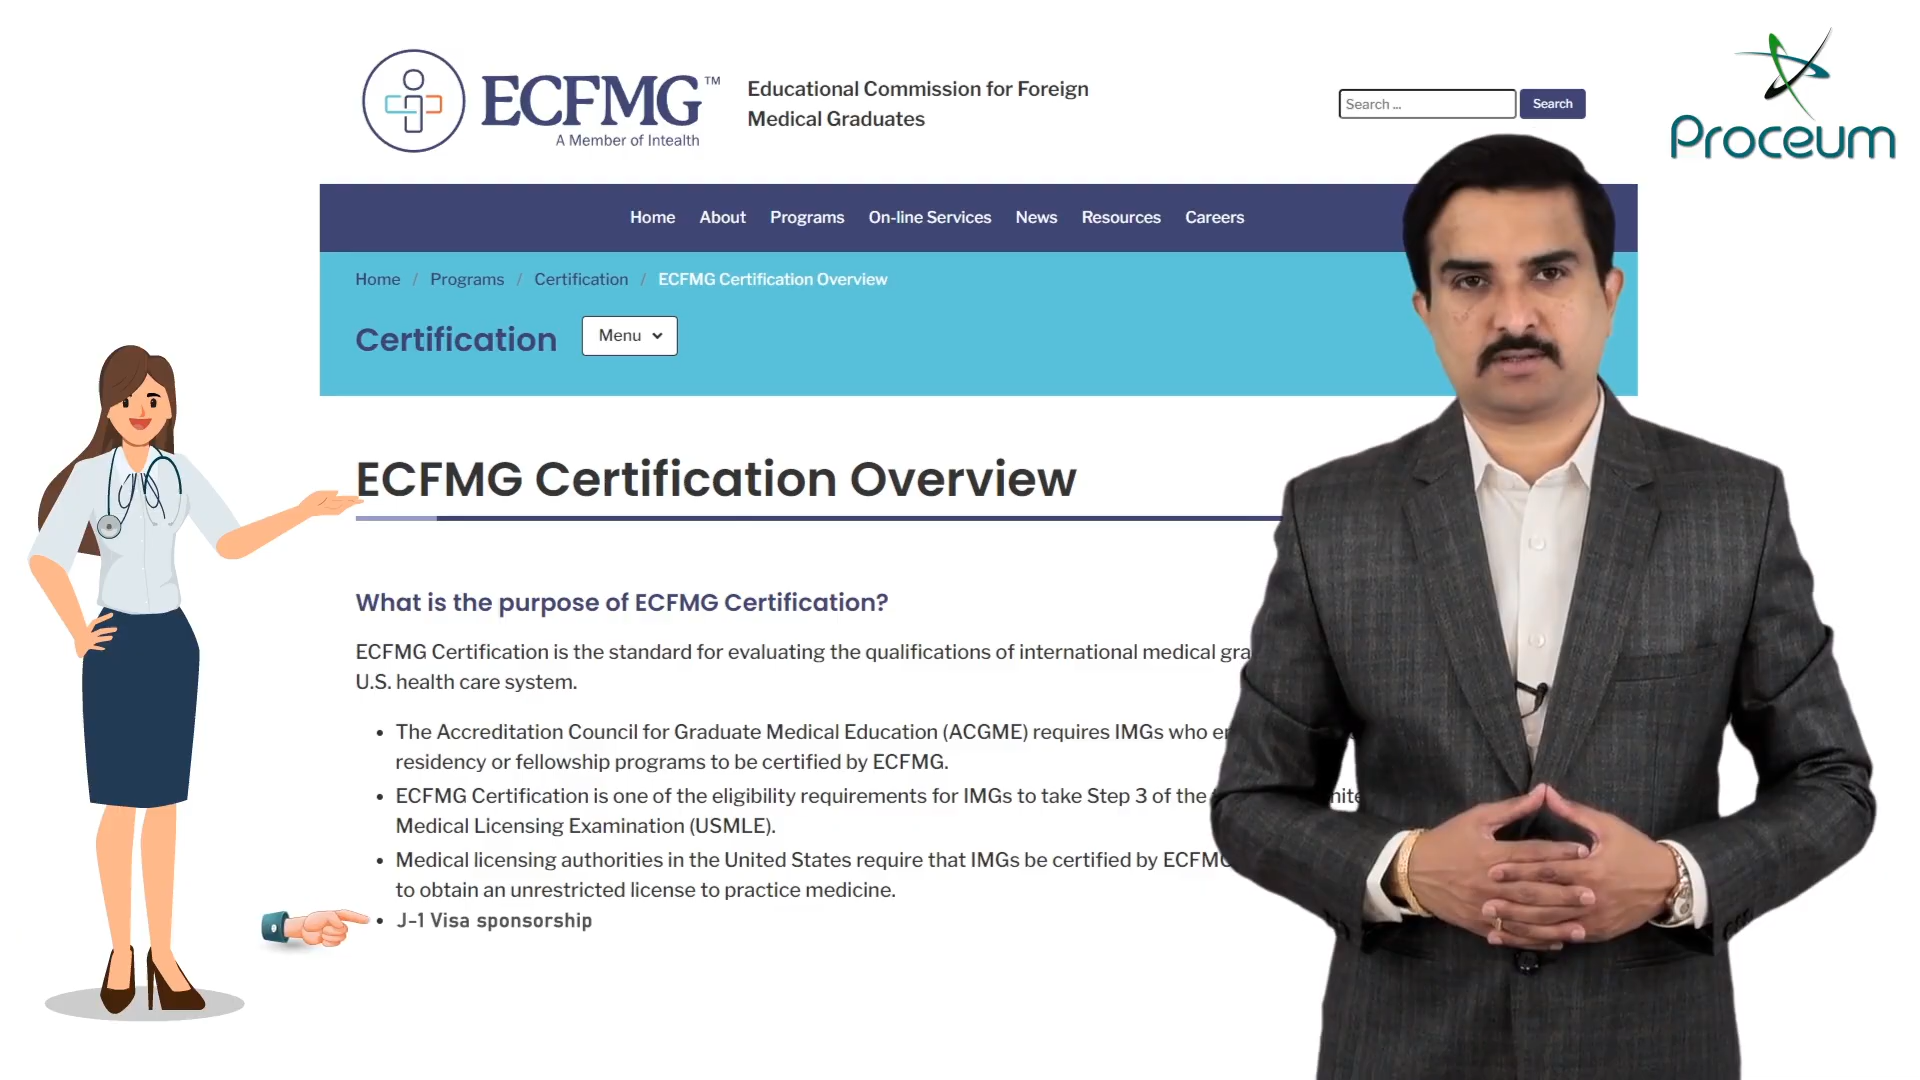 ECFMG™
A Member of Intealth
Educational Commission for Foreign
Medical Graduates
Search ...
Search
Proceum
Home
About
Programs
On-line Services
News
Resources
Careers
Home / Programs / Certification / ECFMG Certification Overview
Certification
Menu
ECFMG Certification Overview
What is the purpose of ECFMG Certification?
ECFMG Certification is the standard for evaluating the qualifications of international medical
U.S. health care system.
• The Accreditation Council for Graduate Medical Education (ACGME) requires IMGs who
residency or fellowship programs to be certified by ECFMG.
• ECFMG Certification is one of the eligibility requirements for IMGs to take Step 3 of the
Medical Licensing Examination (USMLE).
• Medical licensing authorities in the United States require that IMGs be certified by ECFMG
to obtain an unrestricted license to practice medicine.
• J-1 Visa sponsorship